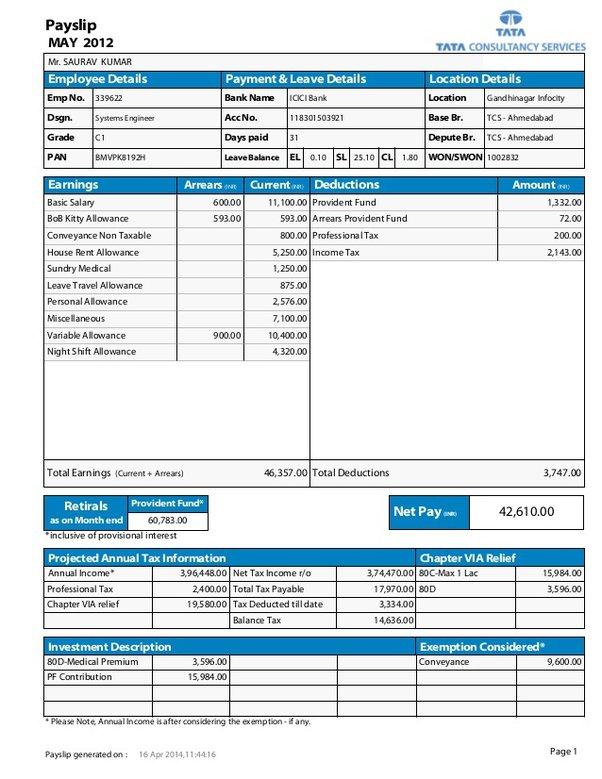 Payslip
MAY 2012
TATA
TATA CONSULTANCY SERVICES
Mr. SAURAV KUMAR
Employee Details Payment & Leave Details Location Details
Emp No. 339622 Bank Name ICICI Bank Location Gandhinagar Infocity
Dsgn. Systems Engineer Acc No. 118301503921 Base Br. TCS - Ahmedabad
Grade C1 Days paid 31 Depute Br. TCS - Ahmedabad
PAN BMVPK8192H Leave Balance EL 0.10 SL 25.10 CL 1.80 WON/SWON 1002832
Earnings Arrears (INR) Current (INR) Deductions Amount (INR)
Basic Salary 600.00 11,100.00 Provident Fund 1,332.00
BoB Kitty Allowance 593.00 593.00 Arrears Provident Fund 72.00
Conveyance Non Taxable 800.00 Professional Tax 200.00
House Rent Allowance 5,250.00 Income Tax 2,143.00
Sundry Medical 1,250.00
Leave Travel Allowance 875.00
Personal Allowance 2,576.00
Miscellaneous 7,100.00
Variable Allowance 900.00 10,400.00
Night Shift Allowance 4,320.00
Total Earnings (Current + Arrears) 46,357.00 Total Deductions 3,747.00
Retirals as on Month end Provident Fund* 60,783.00
Net Pay (INR) 42,610.00
*inclusive of provisional interest
Projected Annual Tax Information Chapter VIA Relief
Annual Income* 3,96,448.00 Net Tax Income r/o 3,74,470.00 80C-Max 1 Lac 15,984.00
Professional Tax 2,400.00 Total Tax Payable 17,970.00 80D 3,596.00
Chapter VIA relief 19,580.00 Tax Deducted till date 3,334.00
Balance Tax 14,636.00
Investment Description Exemption Considered*
80D-Medical Premium 3,596.00 Conveyance 9,600.00
PF Contribution 15,984.00
* Please Note, Annual Income is after considering the exemption - if any.
Payslip generated on : 16 Apr 2014,11:44:16 Page 1